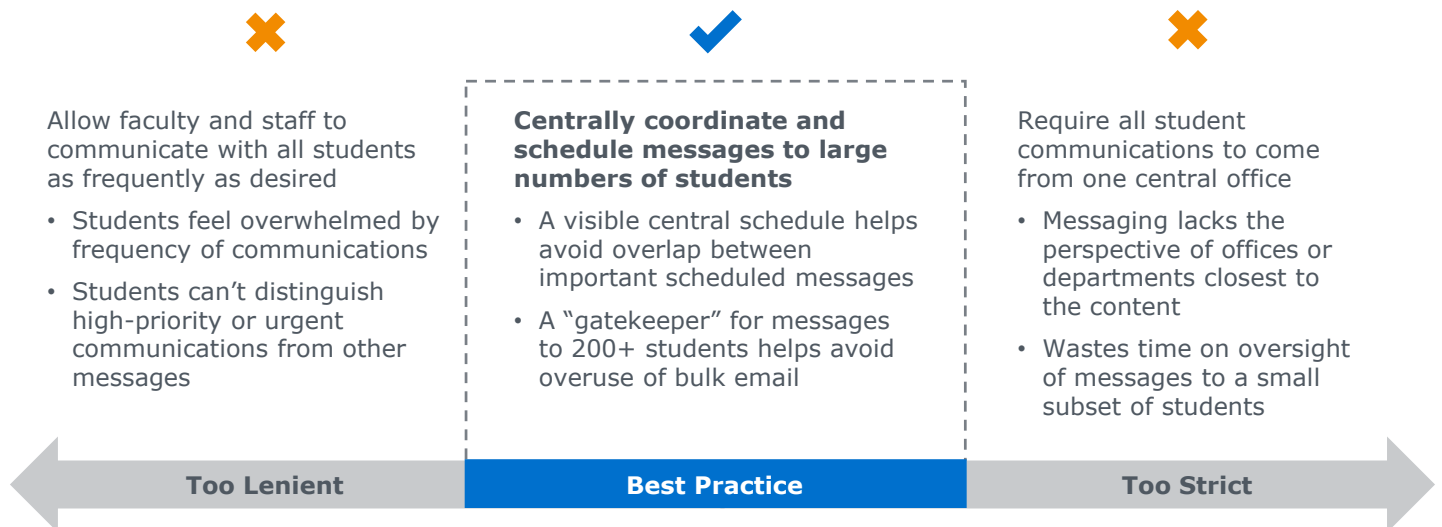 Allow faculty and staff to
communicate with all students
as frequently as desired
• Students feel overwhelmed by
frequency of communications
• Students can't distinguish
high-priority or urgent
communications from other
messages
Centrally coordinate and
schedule messages to large
numbers of students
• A visible central schedule helps
avoid overlap between
important scheduled messages
• A “gatekeeper” for messages
to 200+ students helps avoid
overuse of bulk email
Require all student
communications to come
from one central office
• Messaging lacks the
perspective of offices or
departments closest to
the content
• Wastes time on oversight
of messages to a small
subset of students
Too Lenient
Best Practice
Too Strict